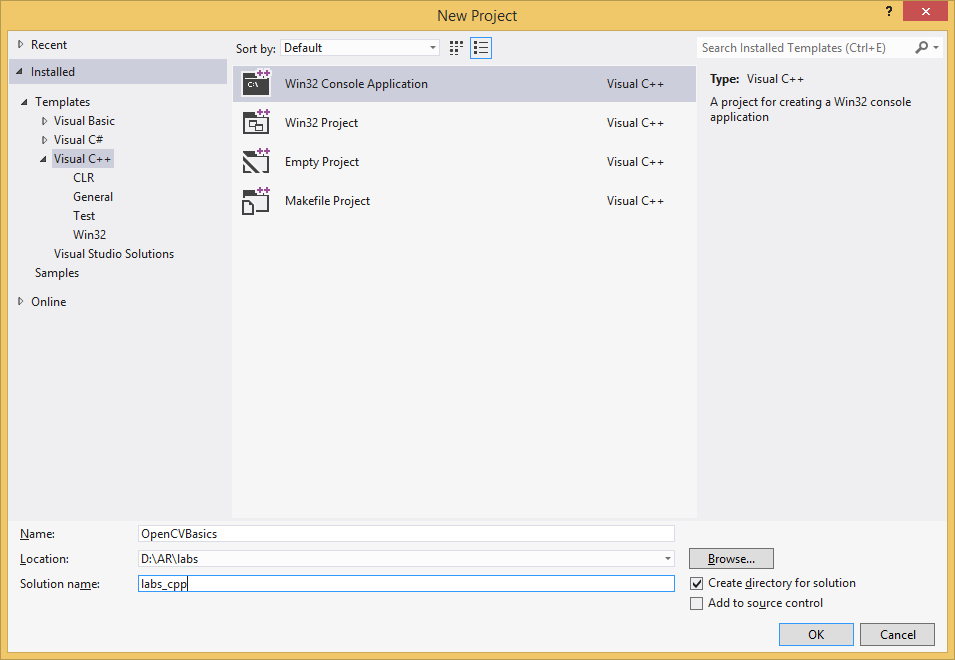 New Project
?
Recent
Installed
Templates
Visual Basic
Visual C#
Visual C++
CLR
General
Test
Win32
Visual Studio Solutions
Samples
Online
Sort by: Default
C:\ Win32 Console Application Visual C++
Win32 Project Visual C++
Empty Project Visual C++
Makefile Project Visual C++
Search Installed Templates (Ctrl+E)
Type: Visual C++
A project for creating a Win32 console
application
Name: OpenCVBasics
Location: D:\AR\labs Browse...
Solution name: labs_cpp
Create directory for solution
Add to source control
OK Cancel